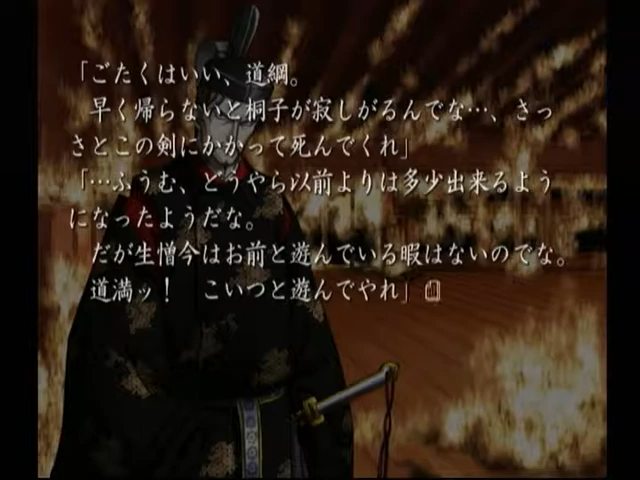 「ごたくはいい、道綱。
早く帰らないと桐子が寂しがるんでな…、さっ
さとこの剣にかかって死んでくれ」
「…ふうむ、どうやら以前よりは多少出来るよう
になったようだな。
だが生憎今はお前と遊んでいる暇はないのでな。
道満ッ！　こいつと遊んでやれ」